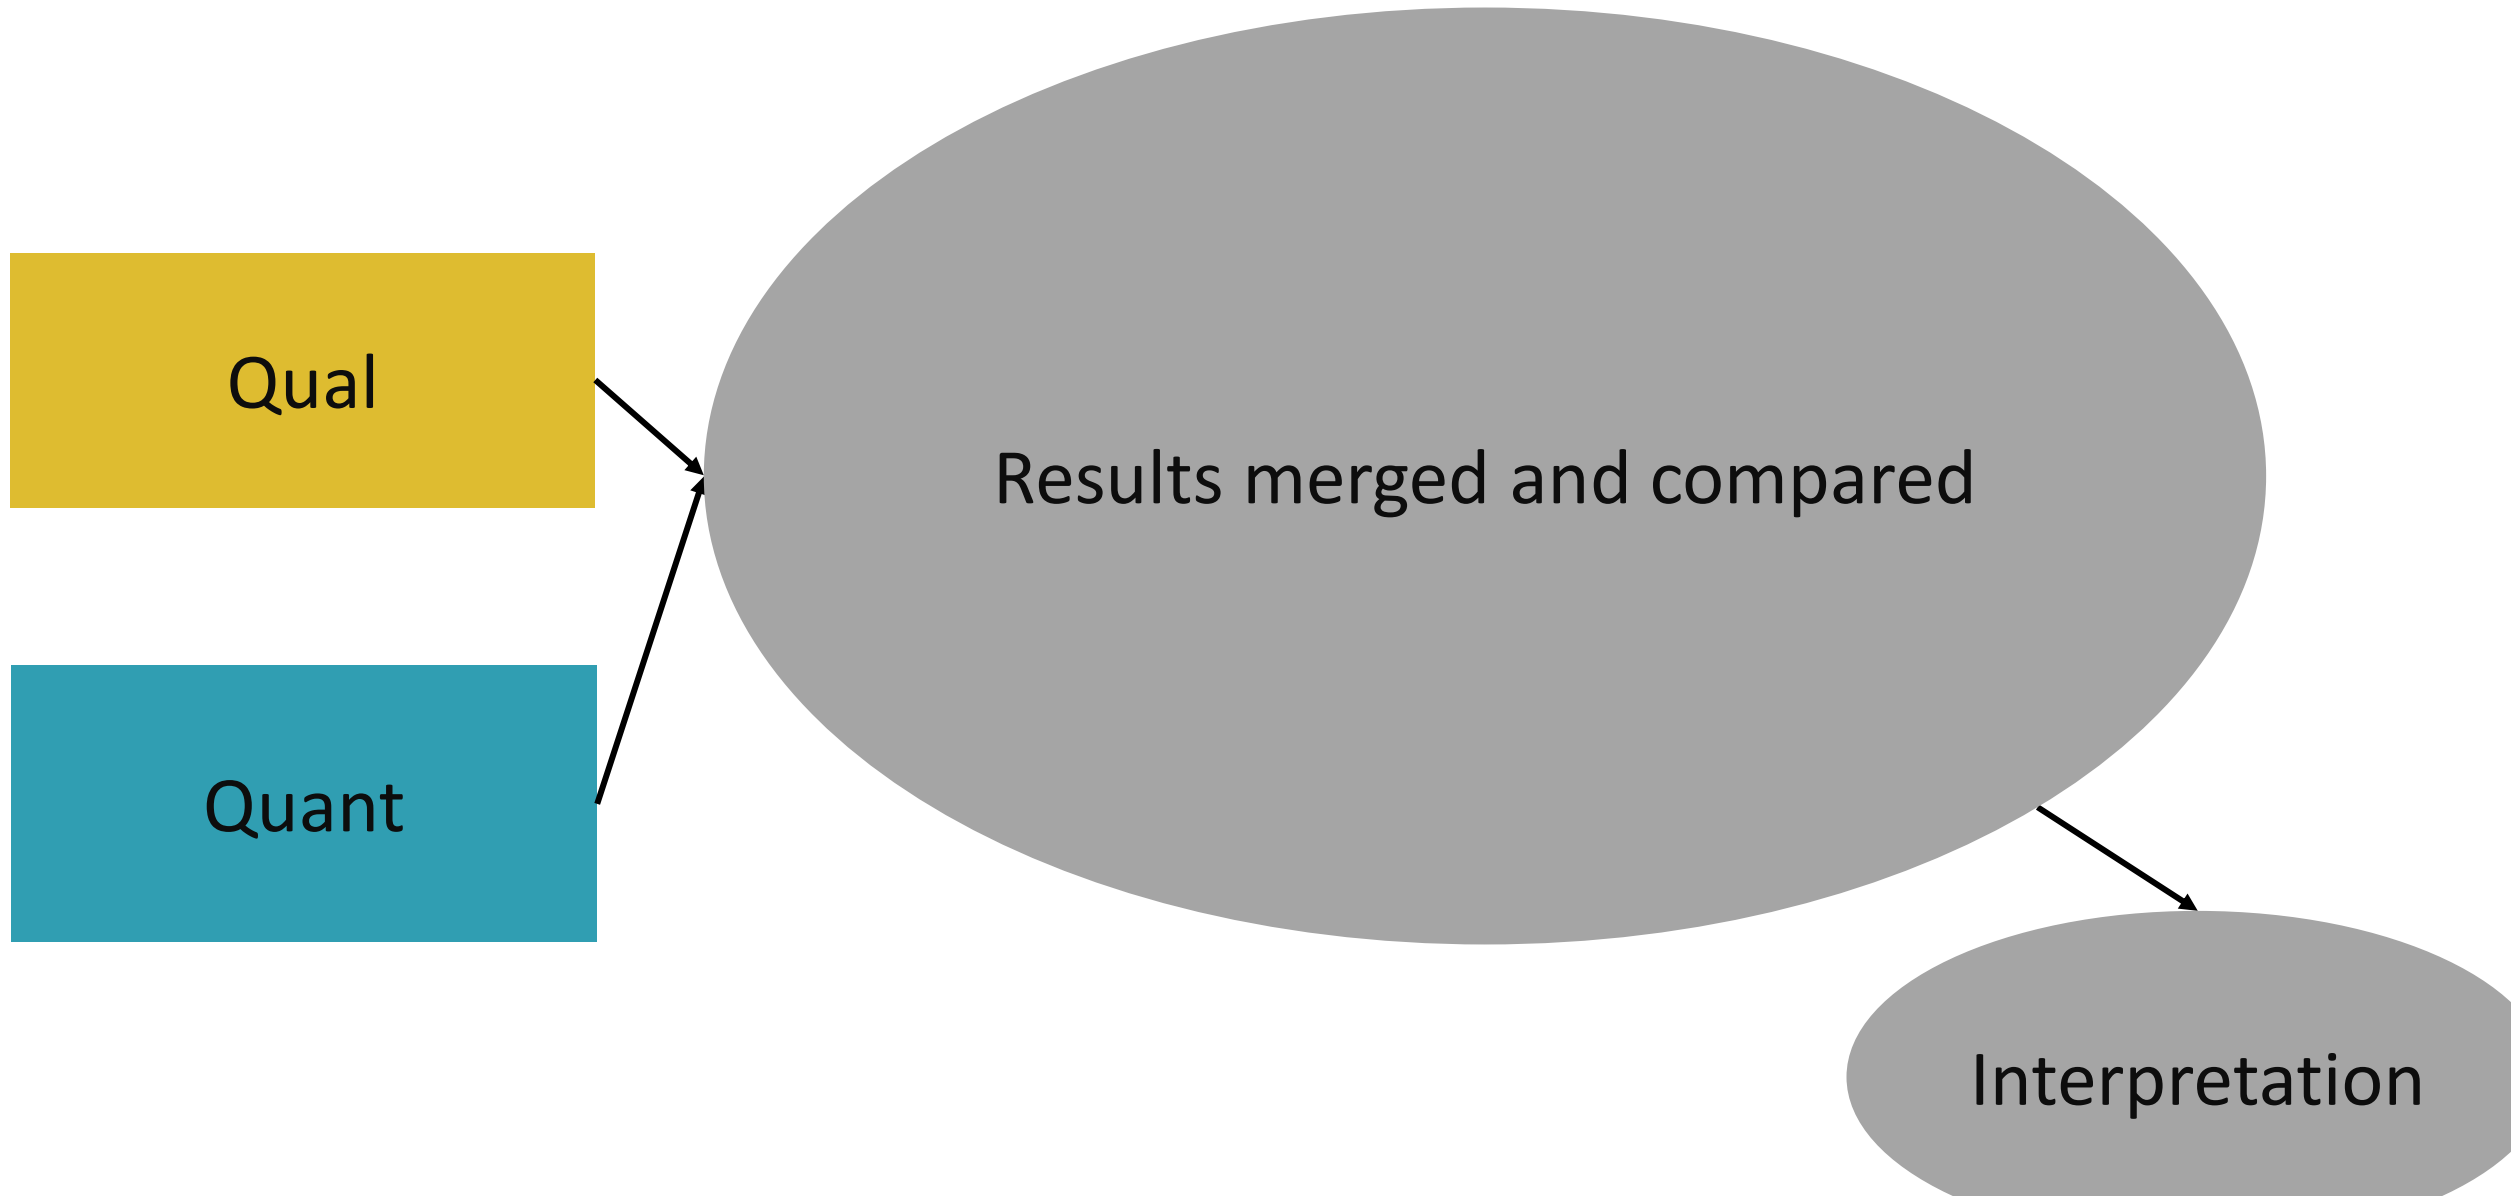 Qual
Results merged and compared
Quant
Interpretation